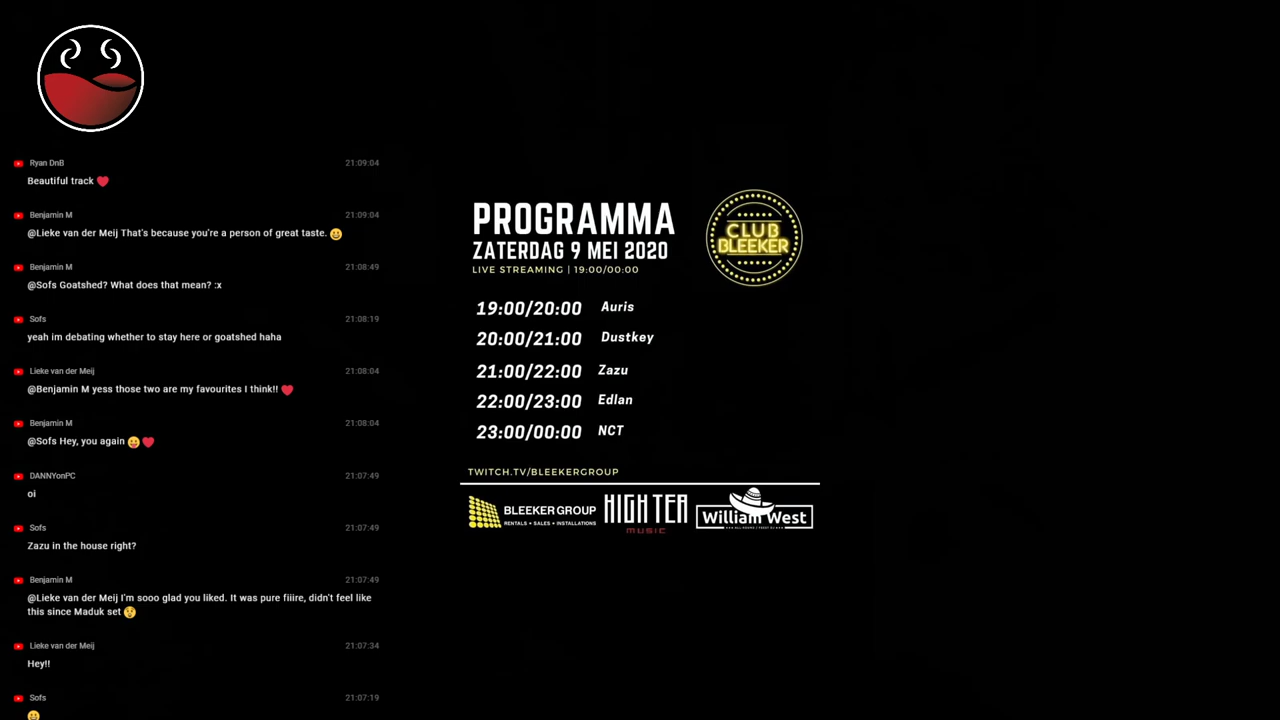 Ryan DnB 21:09:04
Beautiful track ❤️
Benjamin M 21:09:04
@Lieke van der Meij That's because you're a person of great taste. 😀
Benjamin M 21:08:49
@Sofs Goatshed? What does that mean? :x
Sofs 21:08:19
yeah im debating whether to stay here or goatshed haha
Lieke van der Meij 21:08:04
@Benjamin M yess those two are my favourites I think!! ❤️
Benjamin M 21:08:04
@Sofs Hey, you again 😛❤️
DANNYonPC 21:07:49
oi
Sofs 21:07:49
Zazu in the house right?
Benjamin M 21:07:49
@Lieke van der Meij I'm sooo glad you liked. It was pure fiiire, didn't feel like
this since Maduk set 😲
Lieke van der Meij 21:07:34
Hey!!
Sofs 21:07:19
😀
PROGRAMMA
ZATERDAG 9 MEI 2020
LIVE STREAMING | 19:00/00:00
CLUB
BLEEKER
19:00/20:00 Auris
20:00/21:00 Dustkey
21:00/22:00 Zazu
22:00/23:00 Edlan
23:00/00:00 NCT
TWITCH.TV/BLEEKERGROUP
BLEEKER GROUP
RENTALS • SALES • INSTALLATIONS
HIGH TEA
MUSIC
William West